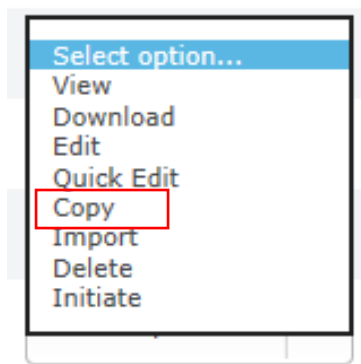 Select option...
View
Download
Edit
Quick Edit
Copy
Import
Delete
Initiate